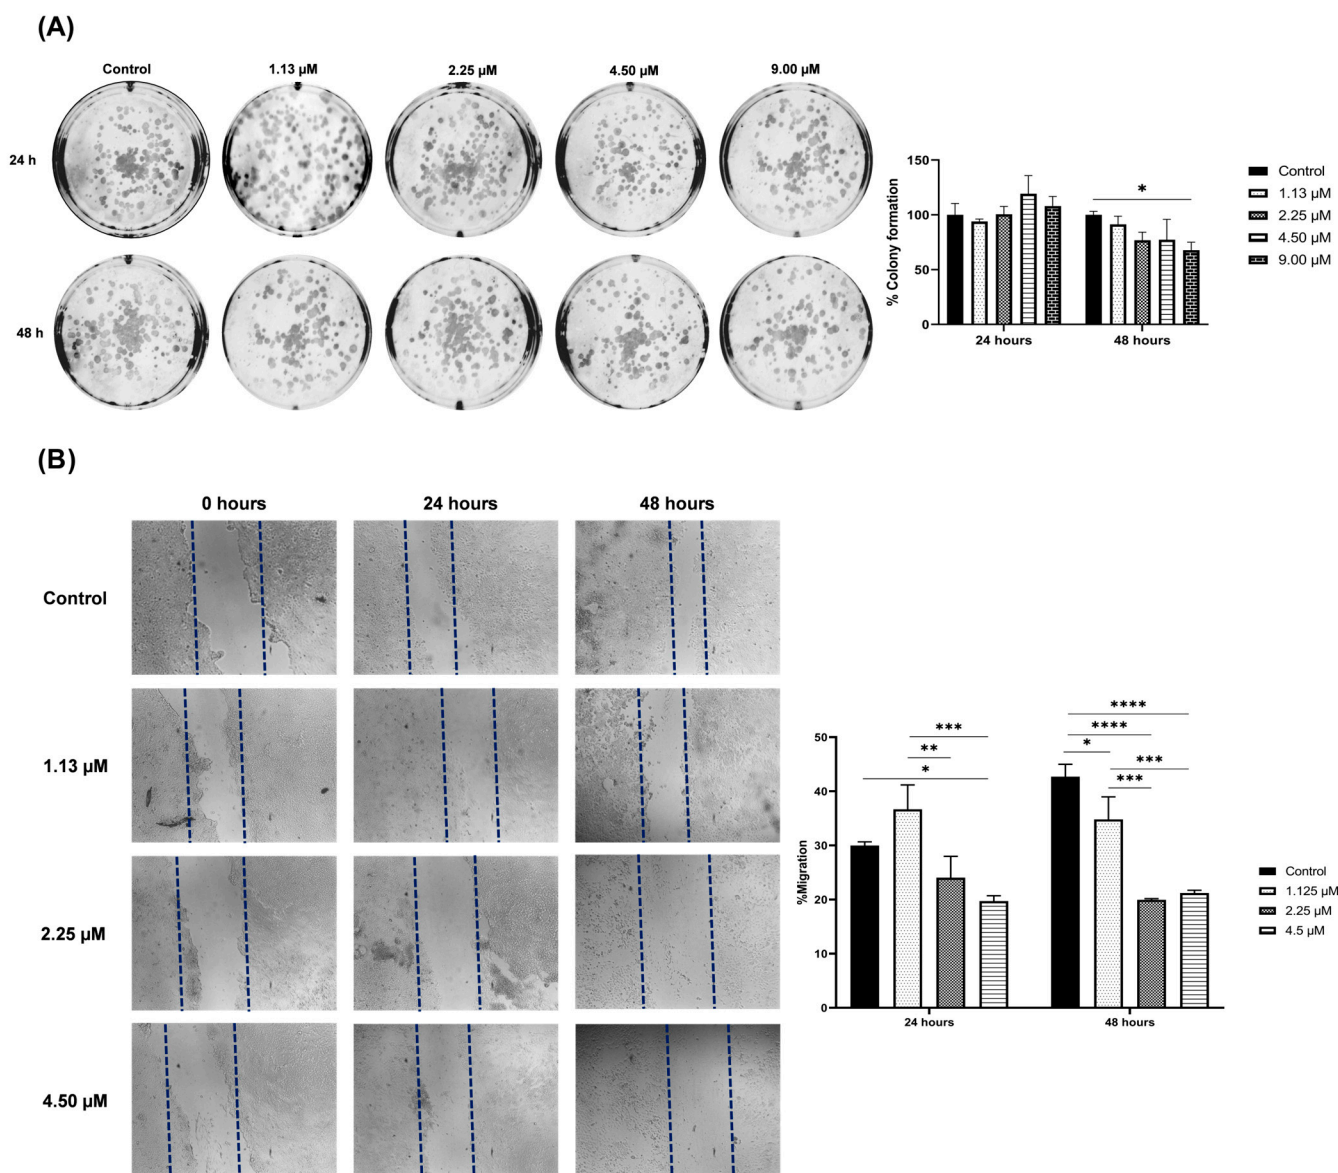 (A)
Control 1.13 µM 2.25 µM 4.50 µM 9.00 µM
24 h
48 h
% Colony formation
150
100
50
0
*
24 hours 48 hours
Control
1.13 µM
2.25 µM
4.50 µM
9.00 µM
(B)
0 hours 24 hours 48 hours
Control
1.13 µM
2.25 µM
4.50 µM
%Migration
50
40
30
20
10
0
***
**
*
****
****
*
***
***
24 hours 48 hours
Control
1.125 µM
2.25 µM
4.5 µM